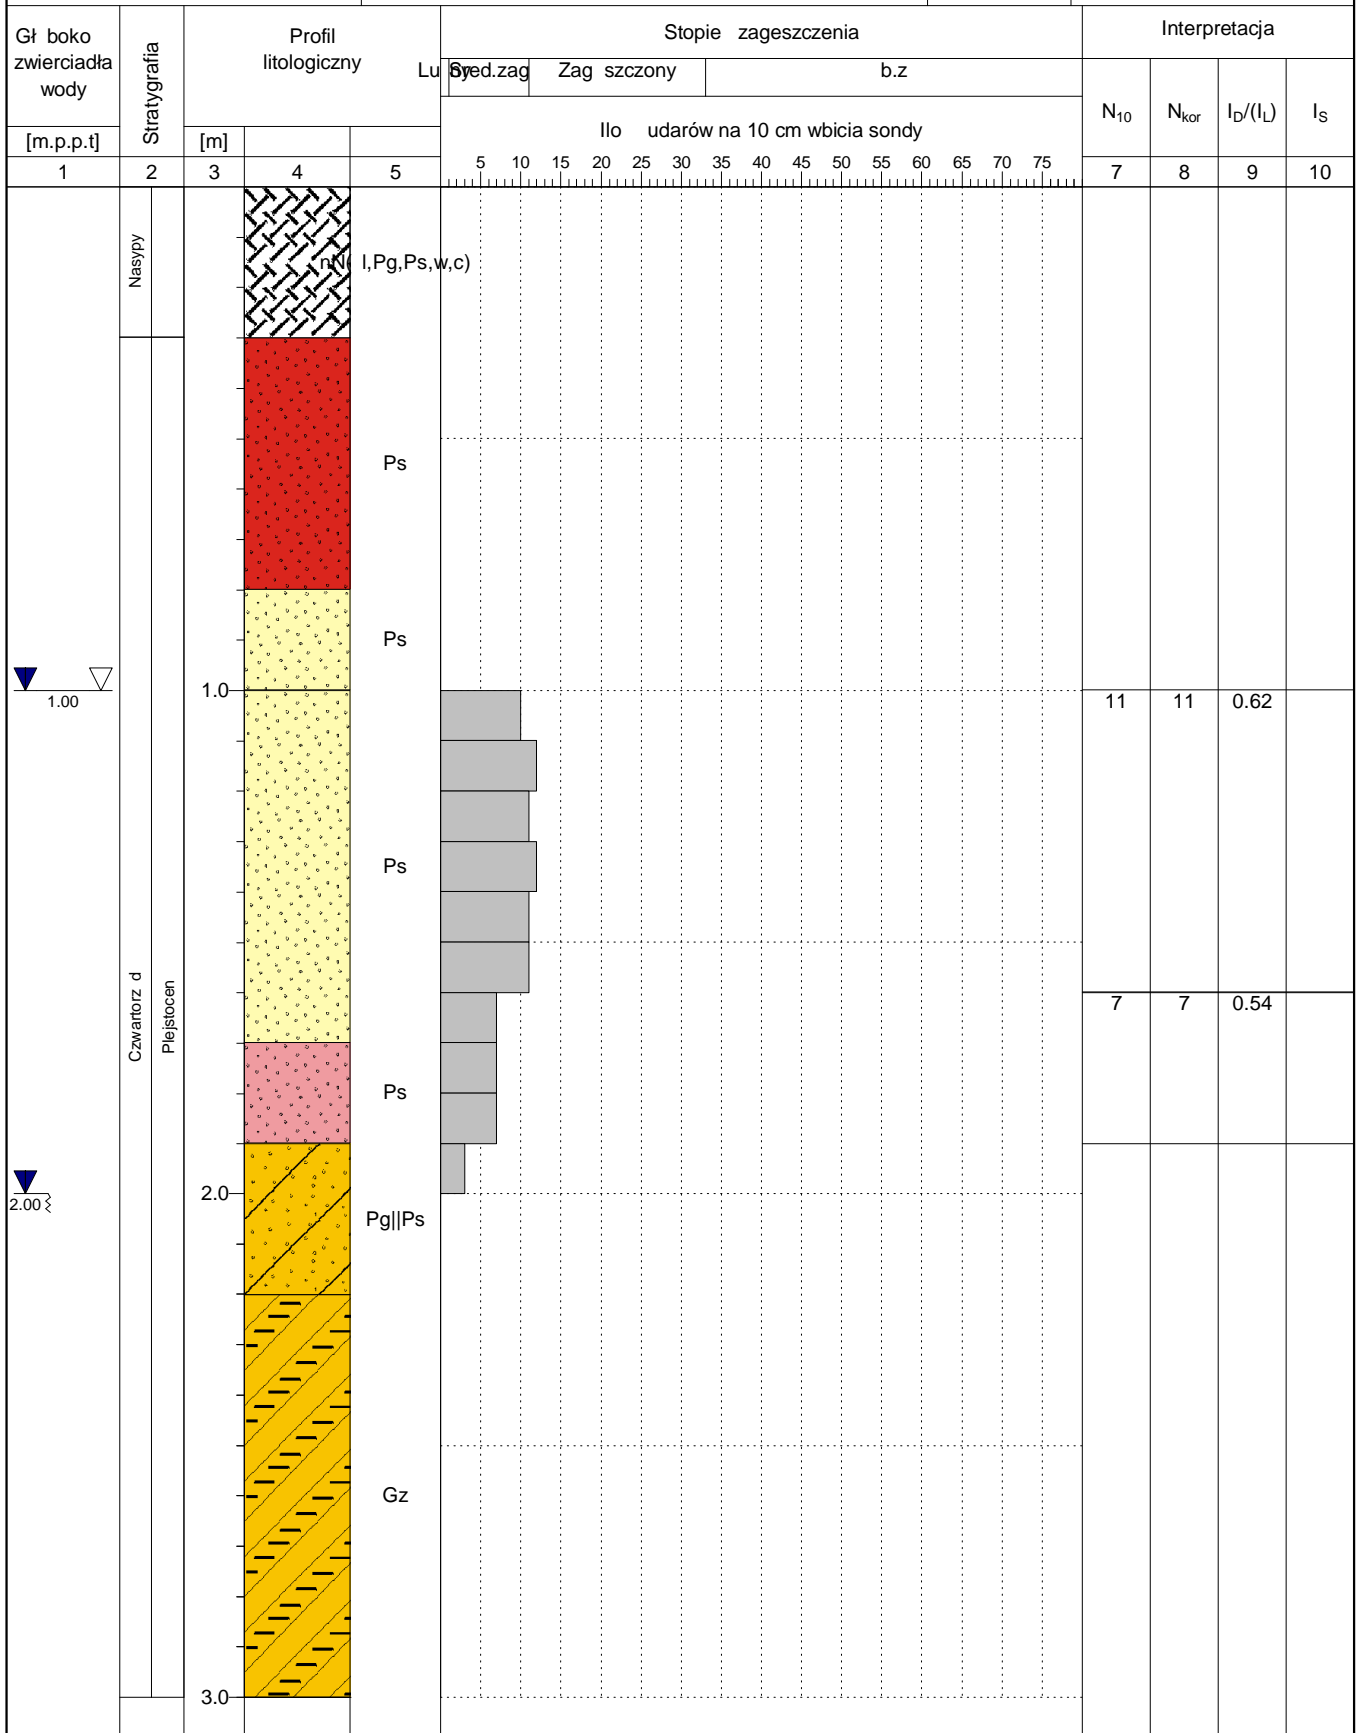 Gł boko
zwierciadła
wody
[m.p.p.t]
Stratygrafia
Profil
litologiczny
[m]
Stopie zageszczenia
Zag szczony
b.z
Ilo udarów na 10 cm wbicia sondy
5 10 15 20 25 30 35 40 45 50 55 60 65 70 75
Interpretacja
N10 Nkor ID/(IL) IS
1 2 3 4 5 7 8 9 10
Nasypy
l,Pg,Ps,w,c)
Ps
Ps
1.00
1.0
11 11 0.62
Ps
Czwartorz d
Plejstocen
7 7 0.54
Ps
2.00
2.0
Pg||Ps
Gz
3.0